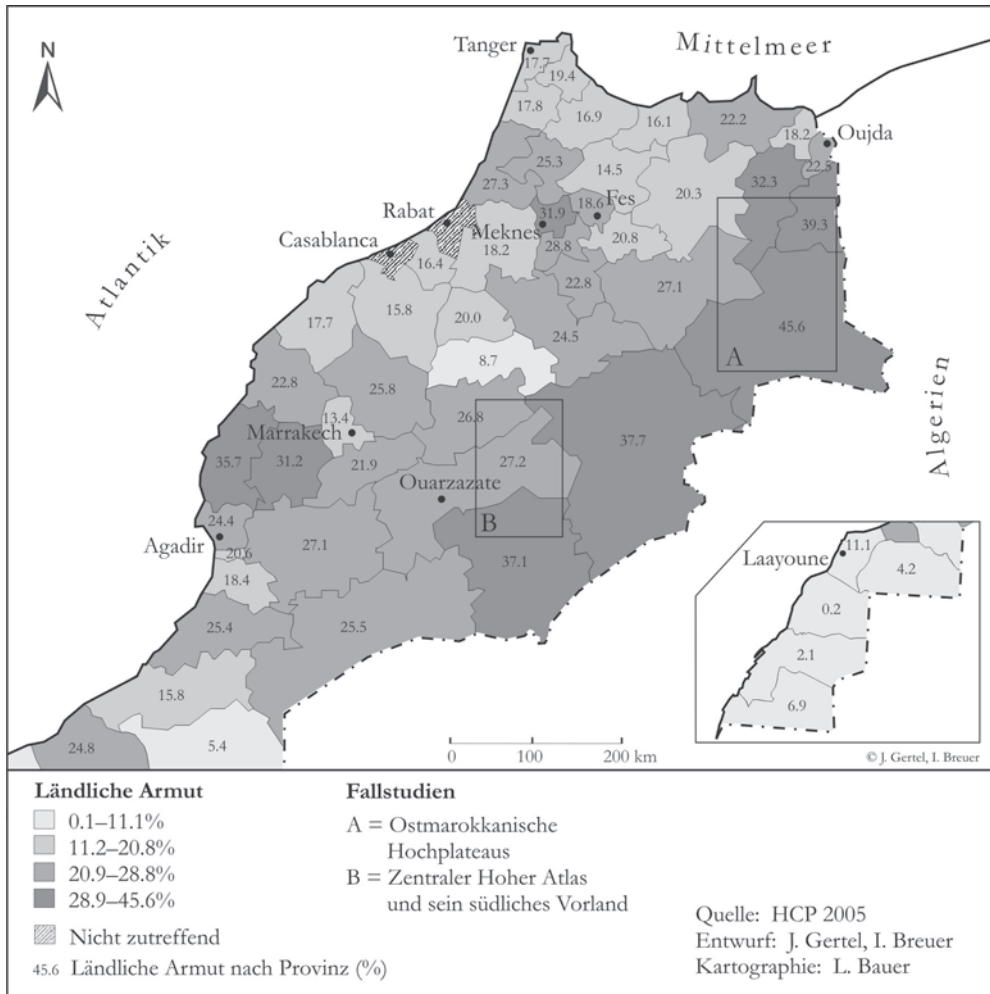 N
Tanger
Mittelmeer
17.7
19.4
17.8
16.9
16.1
22.2
18.2
Oujda
22.5
25.3
14.5
32.3
27.3
20.3
18.6
Fes
Rabat
31.9
39.3
Meknes
Casablanca
18.2
20.8
28.8
16.4
Atlantik
22.8
27.1
15.8
20.0
17.7
24.5
45.6
8.7
A
22.8
25.8
Algerien
13.4
26.8
Marrakech
37.7
35.7
31.2
21.9
27.2
Ouarzazate
24.4
B
Agadir
20.6
27.1
37.1
18.4
11.1
Laayoune
4.2
0.2
25.4
25.5
2.1
15.8
6.9
24.8
5.4
0 100 200 km
© J. Gertel, I. Breuer
Ländliche Armut
0.1–11.1%
11.2–20.8%
20.9–28.8%
28.9–45.6%
Nicht zutreffend
45.6 Ländliche Armut nach Provinz (%)
Fallstudien
A = Ostmarokkanische
Hochplateaus
B = Zentraler Hoher Atlas
und sein südliches Vorland
Quelle: HCP 2005
Entwurf: J. Gertel, I. Breuer
Kartographie: L. Bauer